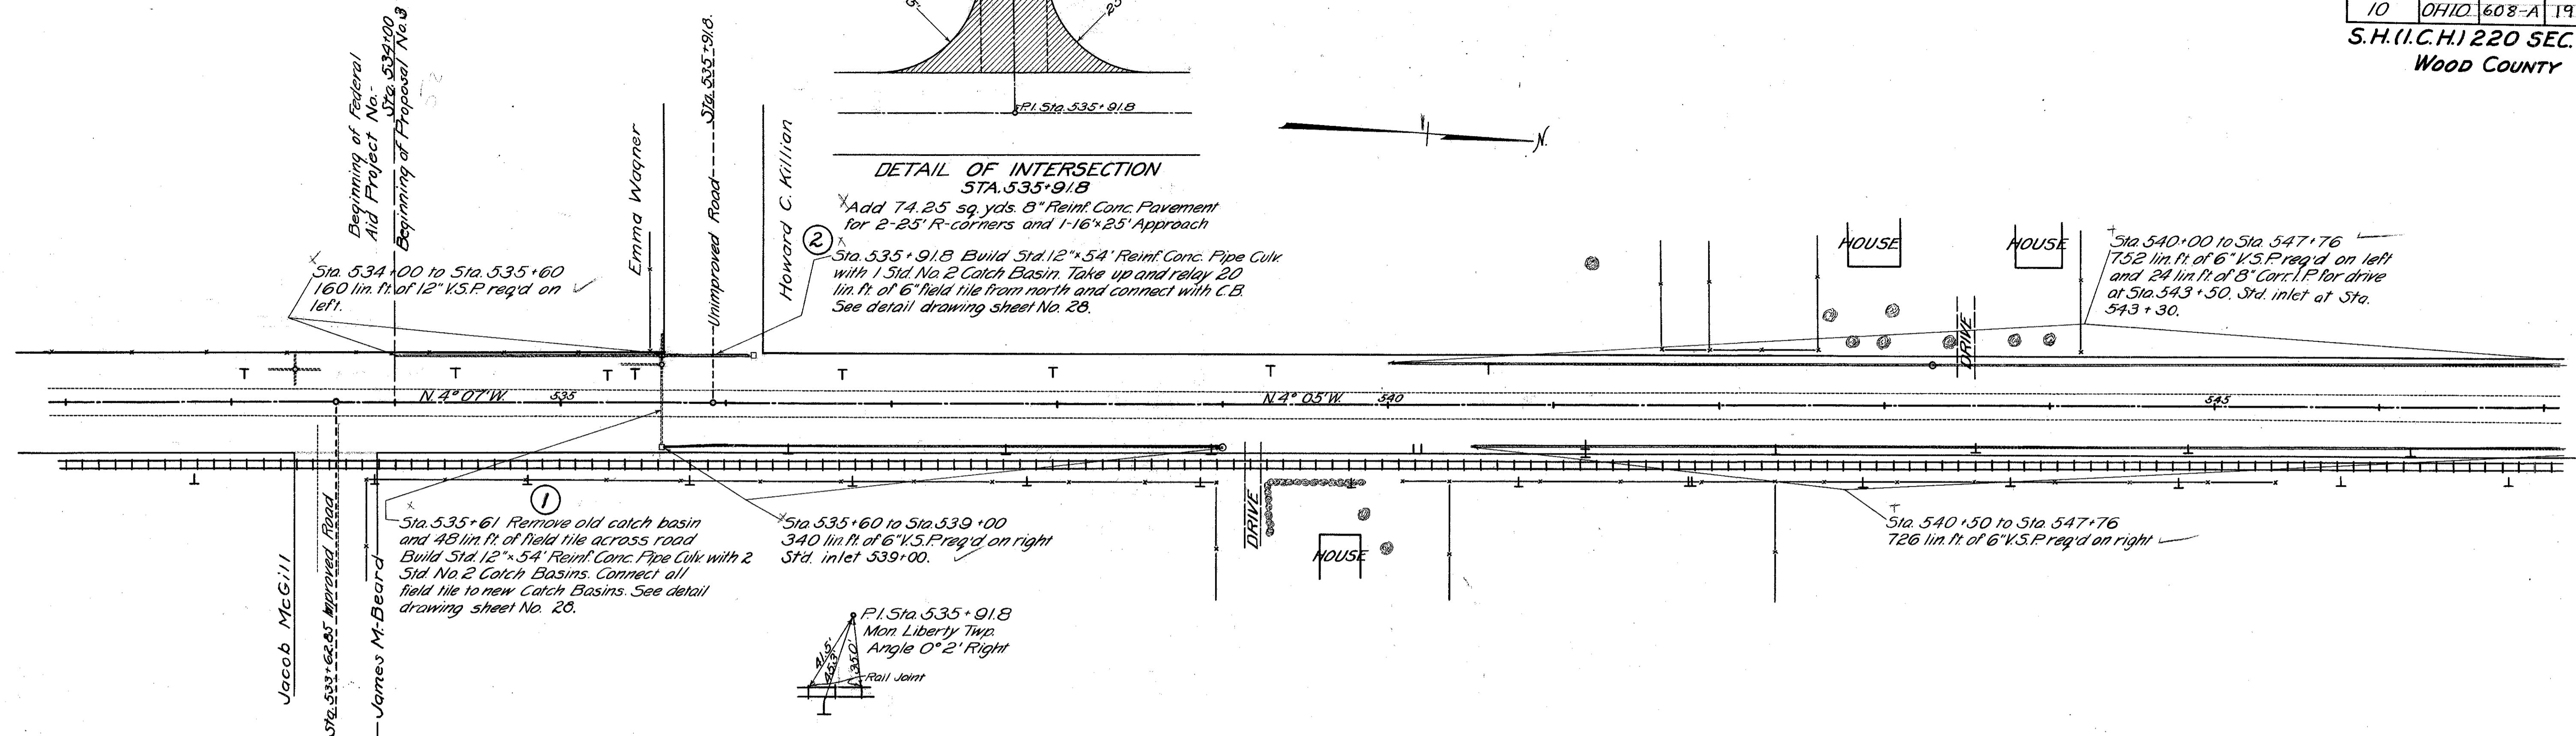 10 OHIO 608-A 19
S.H.(I.C.H.) 220 SEC.
WOOD COUNTY
Beginning of Federal
Aid Project No.-
Sta. 534+00
Beginning of Proposal No.3
Sta. 534+00 to Sta. 535+60
160 lin. ft. of 12" V.S.P. req'd on
left.
Emma Wagner
Unimproved Road
Sta. 535+91.8
Howard C. Killian
25'
P.I. Sta. 535+91.8
DETAIL OF INTERSECTION
STA. 535+91.8
Add 74.25 sq. yds. 8" Reinf. Conc. Pavement
for 2-25' R-corners and 1-16'x25' Approach
2
Sta. 535+91.8 Build Std. 12"x54' Reinf. Conc. Pipe Culv.
with 1 Std. No. 2 Catch Basin. Take up and relay 20
lin. ft. of 6" field tile from north and connect with C.B.
See detail drawing sheet No. 28.
N.
HOUSE
HOUSE
Sta. 540+00 to Sta. 547+76
752 lin. ft. of 6" V.S.P. req'd on left
and 24 lin. ft. of 8" Corr. I.P. for drive
at Sta. 543+50. Std. inlet at Sta.
543+30.
DRIVE
T T T T T T T T
N. 4° 07' W. 535
N. 4° 05' W. 540
545
1
Sta. 535+61 Remove old catch basin
and 48 lin. ft. of field tile across road
Build Std. 12"x54' Reinf. Conc. Pipe Culv. with 2
Std. No. 2 Catch Basins. Connect all
field tile to new Catch Basins. See detail
drawing sheet No. 28.
Sta. 535+60 to Sta. 539+00
340 lin. ft. of 6" V.S.P. req'd on right
Std. inlet 539+00.
DRIVE
HOUSE
Sta. 540+50 to Sta. 547+76
726 lin. ft. of 6" V.S.P. req'd on right
Jacob McGill
Sta. 533+62.85 Improved Road
James M. Beard
P.I. Sta. 535+91.8
Mon. Liberty Twp.
Angle 0° 2' Right
41.5'
45.3'
35.0'
Rail Joint